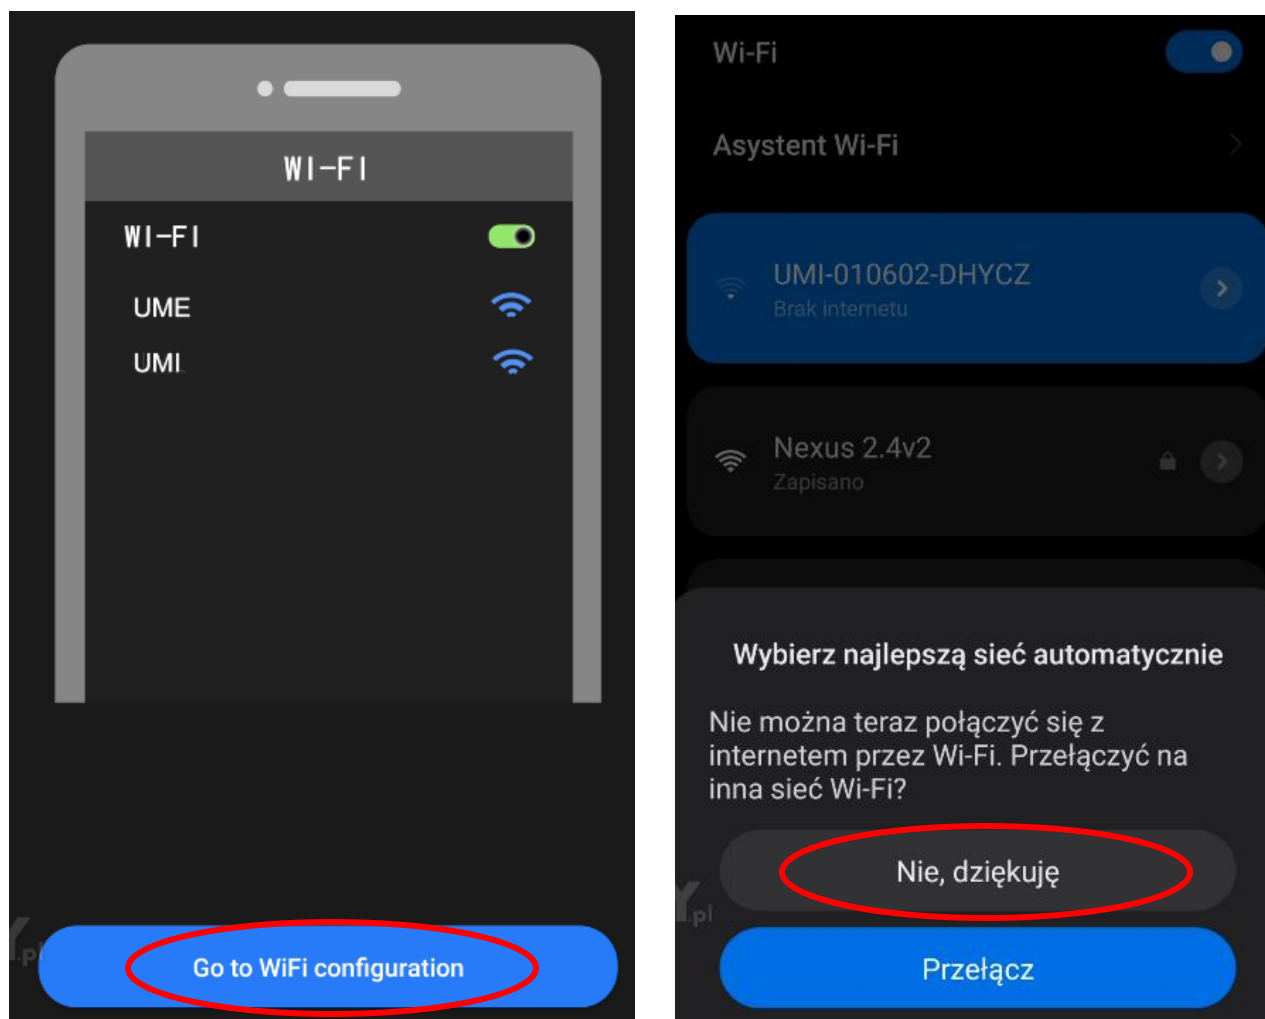 WI-FI
WI-FI
UME
UMI
Go to WiFi configuration
.pl
Wi-Fi
Asystent Wi-Fi
UMI-010602-DHYCZ
Brak internetu
Nexus 2.4v2
Zapisano
Wybierz najlepszą sieć automatycznie
Nie można teraz połączyć się z
internetem przez Wi-Fi. Przełączyć na
inna sieć Wi-Fi?
Nie, dziękuję
Y.pl
Przełącz